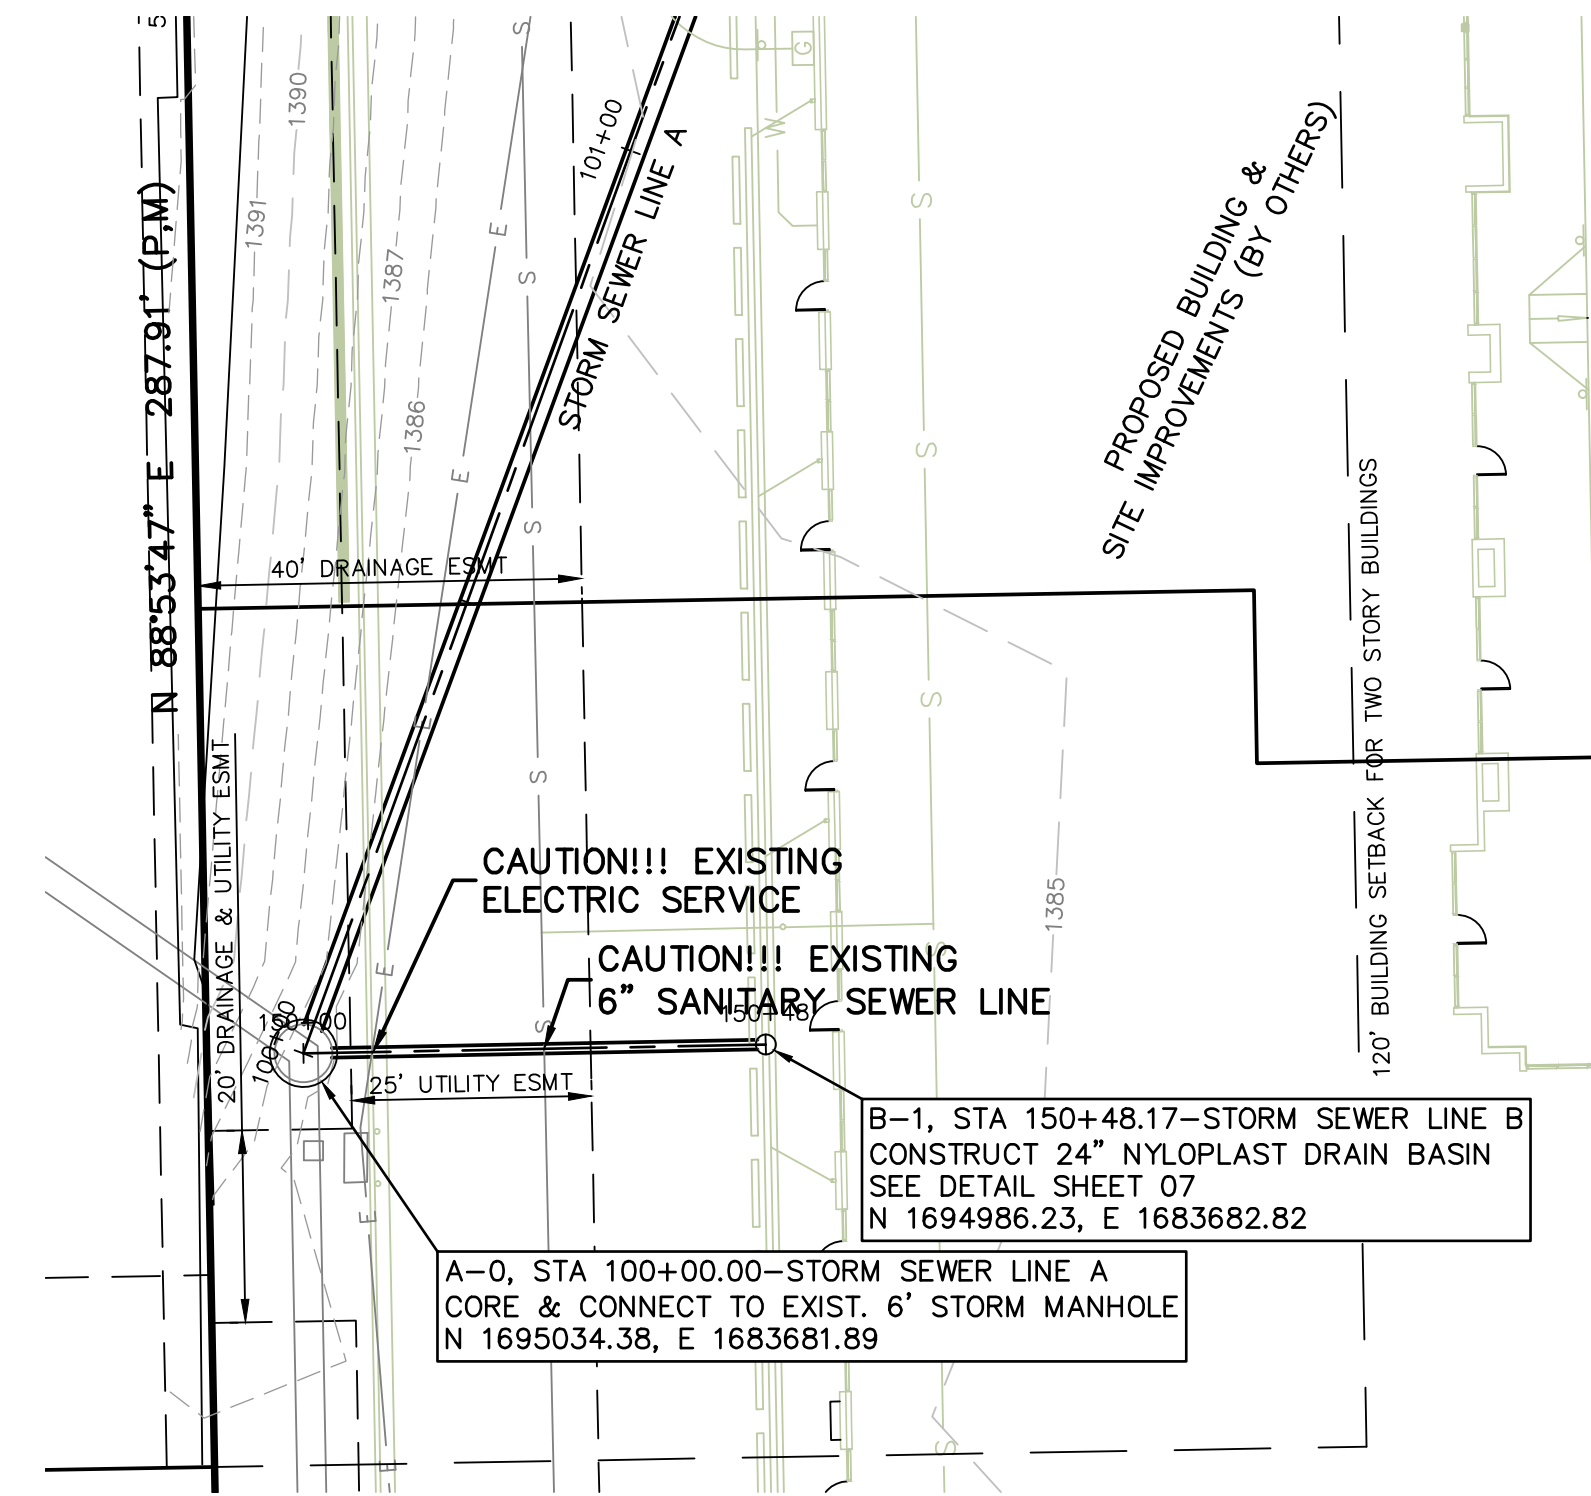 5
1390
1391
1387
1386
N 88°53'47" E 287.91' (P,M)
101+00
STORM SEWER LINE A
S
E
S
E
S
E
S
E
S
E
E
W
G
S
S
S
S
S
PROPOSED BUILDING &
SITE IMPROVEMENTS (BY OTHERS)
40' DRAINAGE ESMT
120' BUILDING SETBACK FOR TWO STORY BUILDINGS
20' DRAINAGE & UTILITY ESMT
CAUTION!!! EXISTING
ELECTRIC SERVICE
CAUTION!!! EXISTING
6" SANITARY SEWER LINE
1385
150+00
100+00
150+48
25' UTILITY ESMT
B-1, STA 150+48.17-STORM SEWER LINE B
CONSTRUCT 24" NYLOPLAST DRAIN BASIN
SEE DETAIL SHEET 07
N 1694986.23, E 1683682.82
A-0, STA 100+00.00-STORM SEWER LINE A
CORE & CONNECT TO EXIST. 6' STORM MANHOLE
N 1695034.38, E 1683681.89